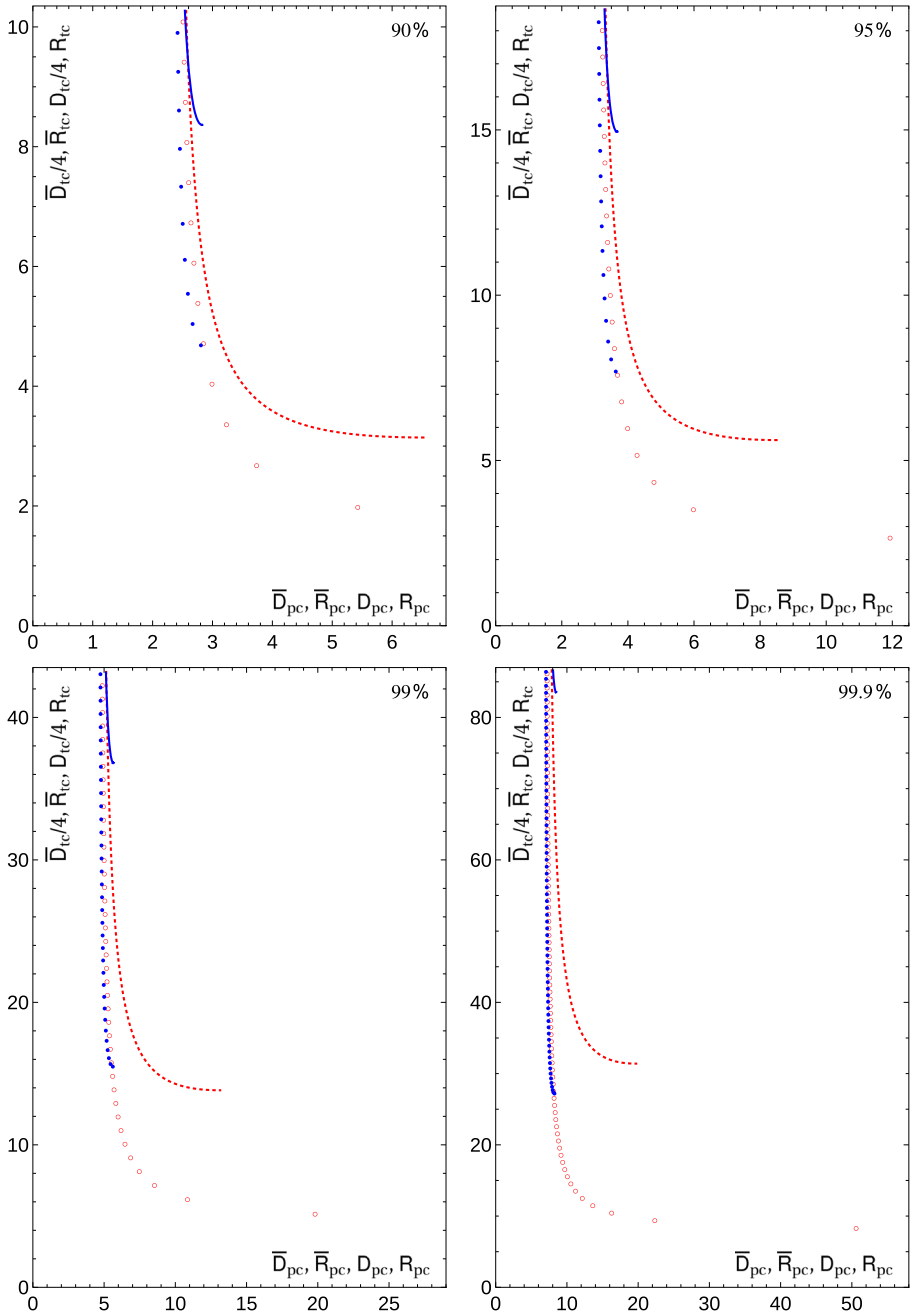 90%
D̅tc/4, R̅tc, Dtc/4, Rtc
10
8
6
4
2
0
D̅pc, R̅pc, Dpc, Rpc
0 1 2 3 4 5 6
95%
D̅tc/4, R̅tc, Dtc/4, Rtc
15
10
5
0
D̅pc, R̅pc, Dpc, Rpc
0 2 4 6 8 10 12
99%
D̅tc/4, R̅tc, Dtc/4, Rtc
40
30
20
10
0
D̅pc, R̅pc, Dpc, Rpc
0 5 10 15 20 25
99.9%
D̅tc/4, R̅tc, Dtc/4, Rtc
80
60
40
20
0
D̅pc, R̅pc, Dpc, Rpc
0 10 20 30 40 50